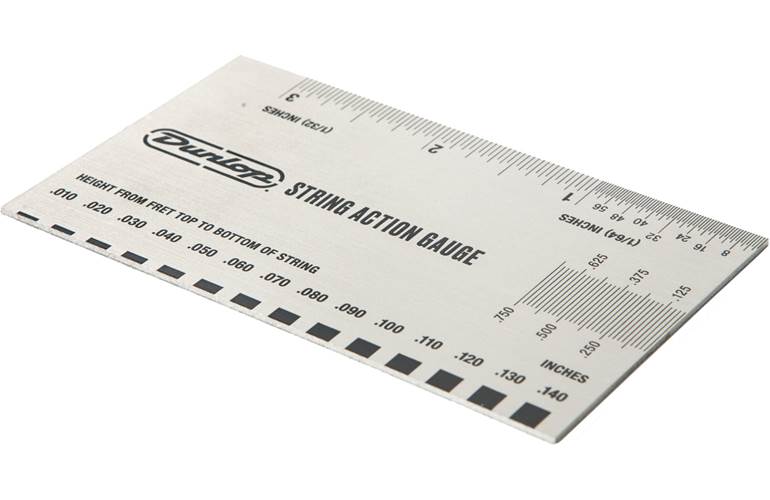 3 2 1
(1/32) INCHES
56 48 40 32 24 16 8
(1/64) INCHES
Dunlop
STRING ACTION GAUGE
HEIGHT FROM FRET TOP TO BOTTOM OF STRING
.010 .020 .030 .040 .050 .060 .070 .080 .090 .100 .110 .120 .130 .140
.625 .375 .125
.750 .500 .250
INCHES